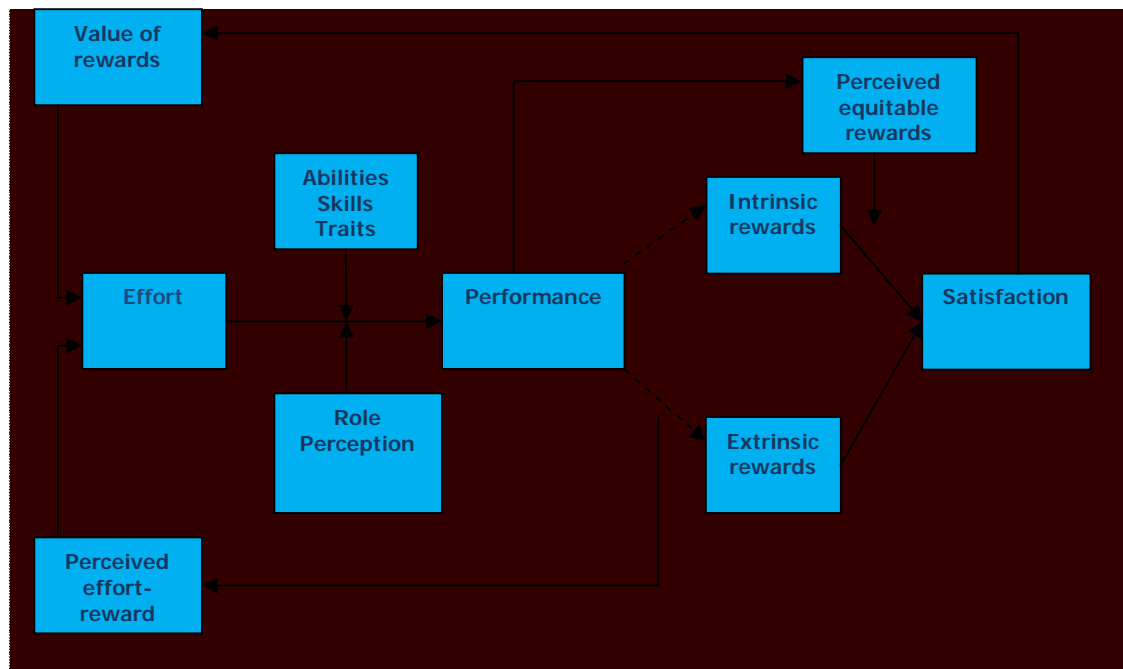 Value of
rewards
Perceived
equitable
rewards
Abilities
Skills
Traits
Intrinsic
rewards
Effort
Performance
Satisfaction
Role
Perception
Extrinsic
rewards
Perceived
effort-
reward